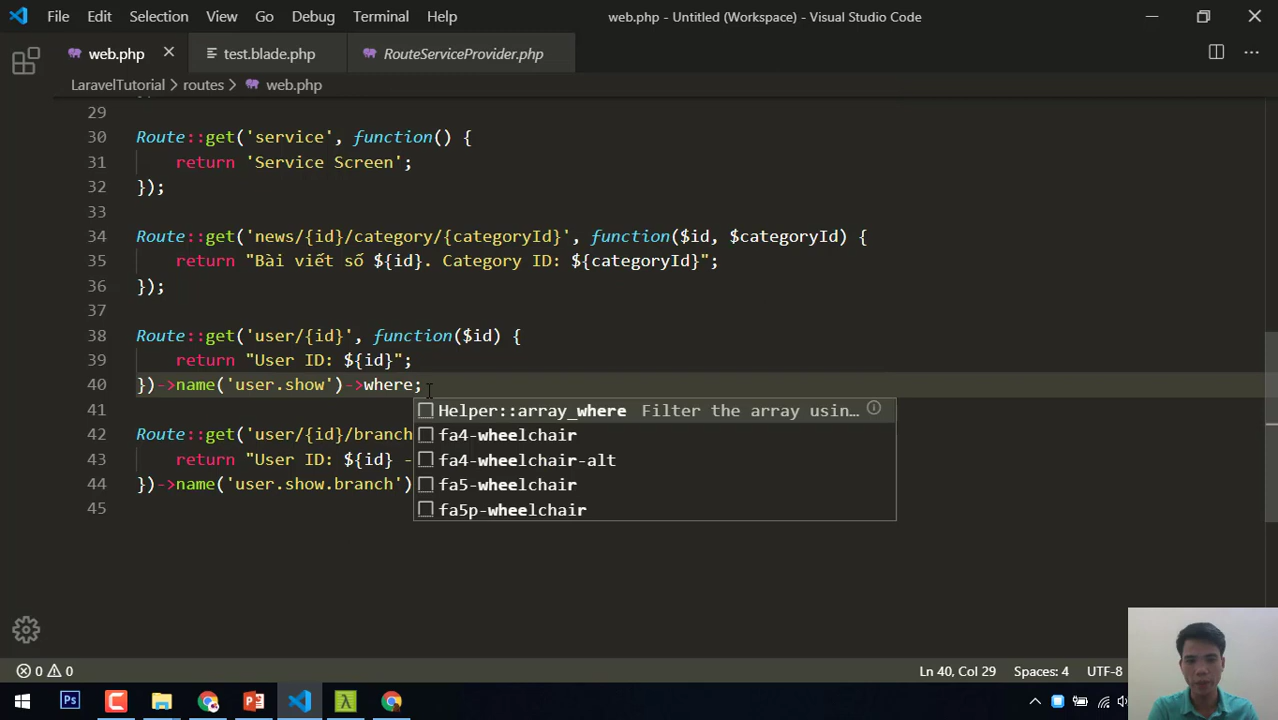 File Edit Selection View Go Debug Terminal Help web.php - Untitled (Workspace) - Visual Studio Code
web.php test.blade.php RouteServiceProvider.php
LaravelTutorial > routes > web.php
29
30 Route::get('service', function() {
31 return 'Service Screen';
32 });
33
34 Route::get('news/{id}/category/{categoryId}', function($id, $categoryId) {
35 return "Bài viết số ${id}. Category ID: ${categoryId}";
36 });
37
38 Route::get('user/{id}', function($id) {
39 return "User ID: ${id}";
40 })->name('user.show')->where;
Helper::array_where Filter the array usin…
41
fa4-wheelchair
42 Route::get('user/{id}/branch
fa4-wheelchair-alt
43 return "User ID: ${id} -
fa5-wheelchair
44 })->name('user.show.branch')
fa5p-wheelchair
45
0 0 Ln 40, Col 29 Spaces: 4 UTF-8
Ps λ